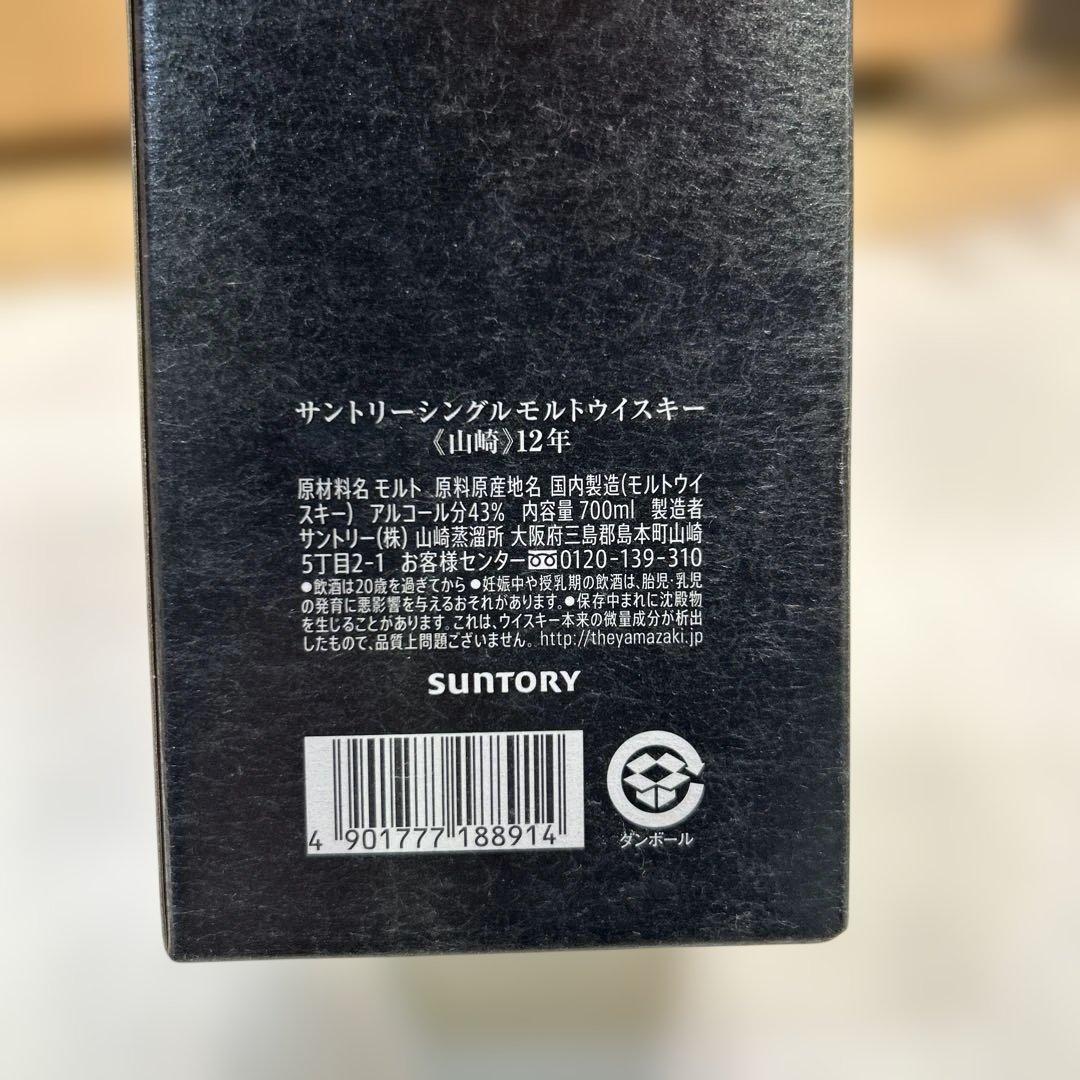 サントリーシングルモルトウイスキー
《山崎》12年
原材料名 モルト 原料原産地名 国内製造(モルトウイ
スキー) アルコール分43% 内容量 700ml 製造者
サントリー(株) 山崎蒸溜所 大阪府三島郡島本町山崎
5丁目2-1 お客様センター 0120-139-310
●飲酒は20歳を過ぎてから ●妊娠中や授乳期の飲酒は、胎児・乳児
の発育に悪影響を与えるおそれがあります。●保存中まれに沈殿物
を生じることがあります。これは、ウイスキー本来の微量成分が析出
したもので、品質上問題ございません。http://theyamazaki.jp
SUNTORY
4 901777 188914
ダンボール